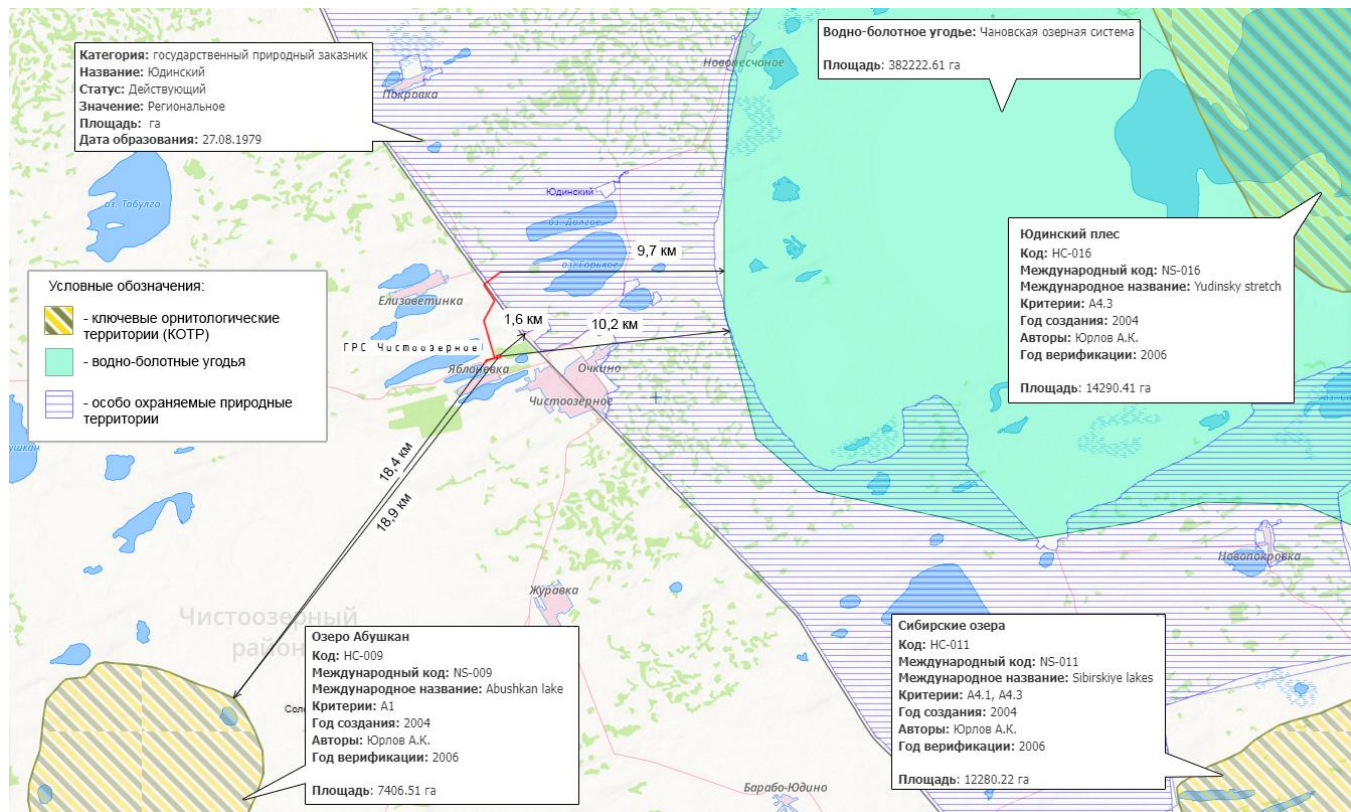 Категория: государственный природный заказник
Название: Юдинский
Статус: Действующий
Значение: Региональное
Площадь: га
Дата образования: 27.08.1979
Покровка
Новопесчаное
Водно-болотное угодье: Чановская озерная система
Площадь: 382222.61 га
оз. Табулга
Юдинский
оз. Долгое
оз. Горькое
9,7 км
Юдинский плес
Код: НС-016
Международный код: NS-016
Международное название: Yudinsky stretch
Критерии: A4.3
Год создания: 2004
Авторы: Юрлов А.К.
Год верификации: 2006
Площадь: 14290.41 га
Условные обозначения:
- ключевые орнитологические
территории (КОТР)
- водно-болотные угодья
- особо охраняемые природные
территории
Елизаветинка
1,6 км
10,2 км
ГРС Чистоозерное
Яблоневка
Очкино
Чистоозерное
18,4 км
18,9 км
Новопокровка
Журавка
Чистоозерный
район
Озеро Абушкан
Код: НС-009
Международный код: NS-009
Международное название: Abushkan lake
Критерии: A1
Год создания: 2004
Авторы: Юрлов А.К.
Год верификации: 2006
Площадь: 7406.51 га
Сибирские озера
Код: НС-011
Международный код: NS-011
Международное название: Sibirskiye lakes
Критерии: A4.1, A4.3
Год создания: 2004
Авторы: Юрлов А.К.
Год верификации: 2006
Площадь: 12280.22 га
Барабо-Юдино